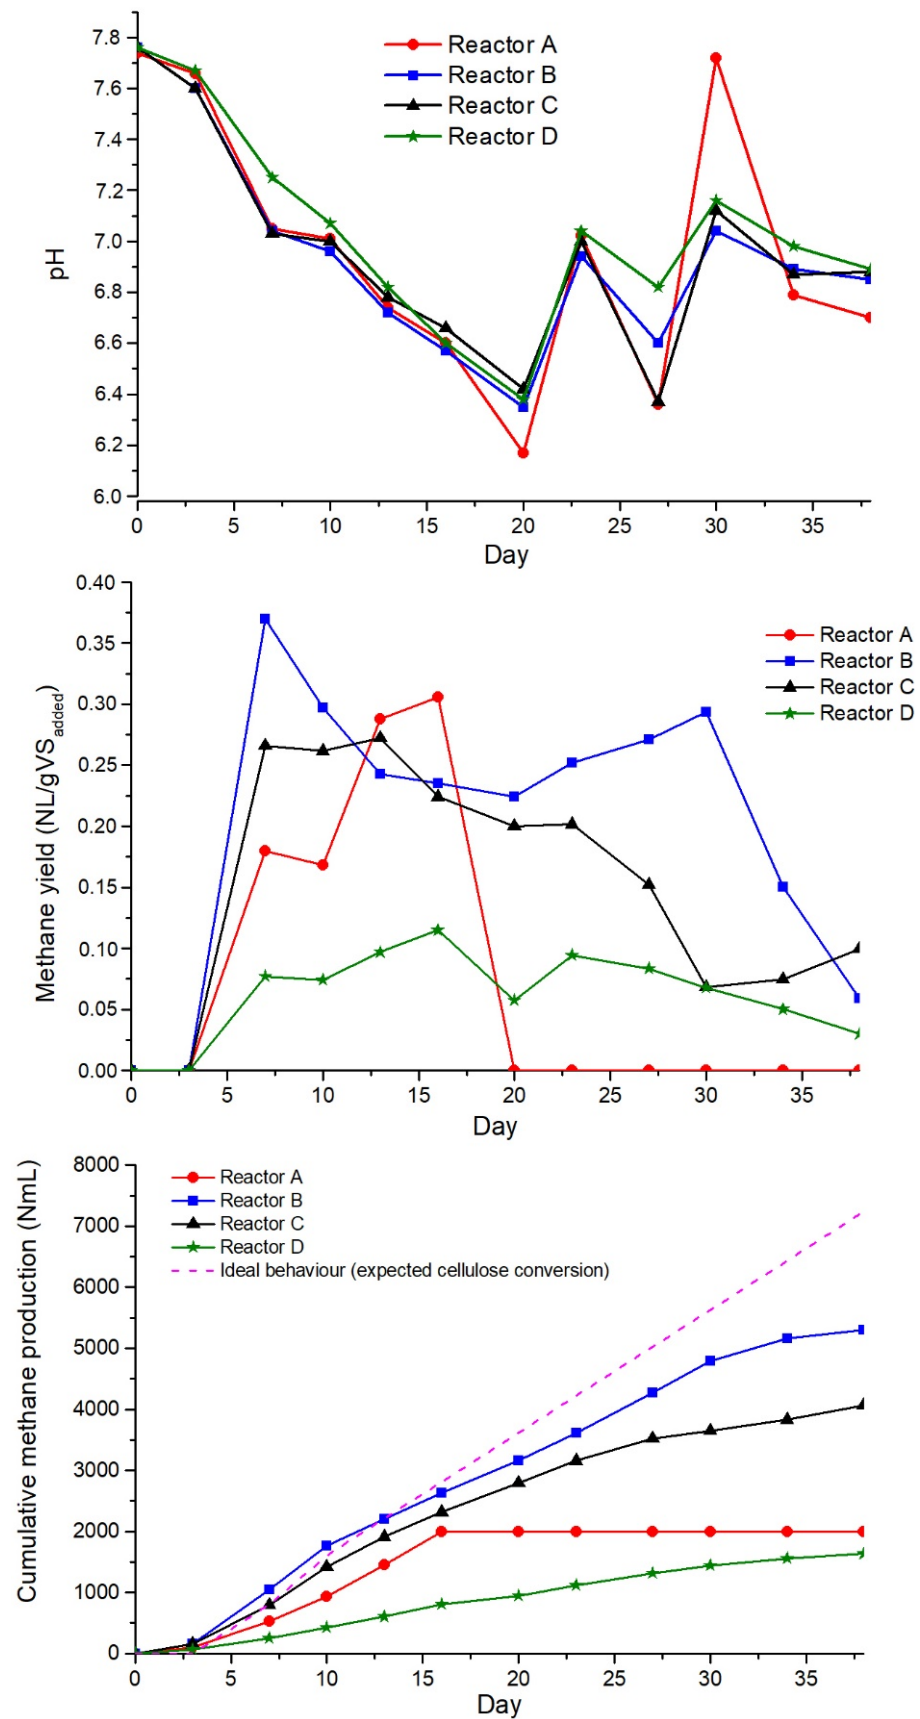 7.8
7.6
7.4
7.2
7.0
6.8
6.6
6.4
6.2
6.0
pH
Reactor A
Reactor B
Reactor C
Reactor D
0 5 10 15 20 25 30 35
Day
0.40
0.35
0.30
0.25
0.20
0.15
0.10
0.05
0.00
Methane yield (NL/gVSadded)
Reactor A
Reactor B
Reactor C
Reactor D
0 5 10 15 20 25 30 35
Day
8000
7000
6000
5000
4000
3000
2000
1000
0
Cumulative methane production (NmL)
Reactor A
Reactor B
Reactor C
Reactor D
Ideal behaviour (expected cellulose conversion)
0 5 10 15 20 25 30 35
Day